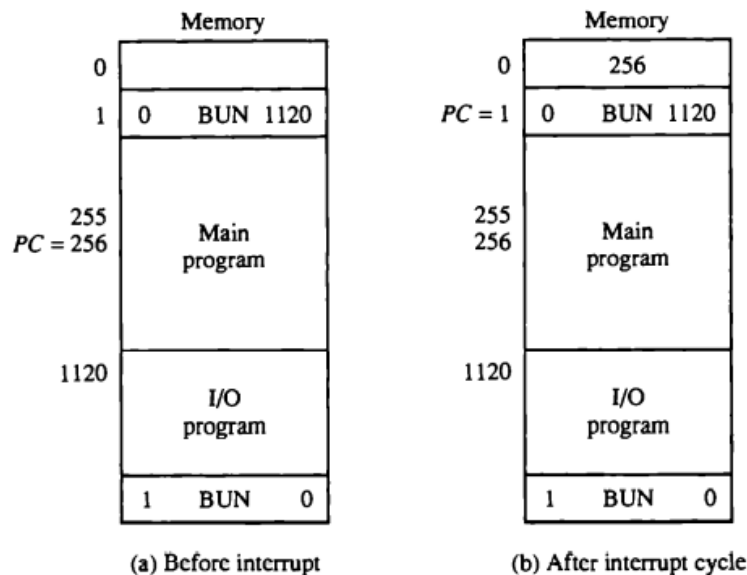 Memory
0
1 0 BUN 1120
255
PC = 256
Main
program
1120
I/O
program
1 BUN 0
(a) Before interrupt
Memory
0 256
PC = 1 0 BUN 1120
255
256
Main
program
1120
I/O
program
1 BUN 0
(b) After interrupt cycle